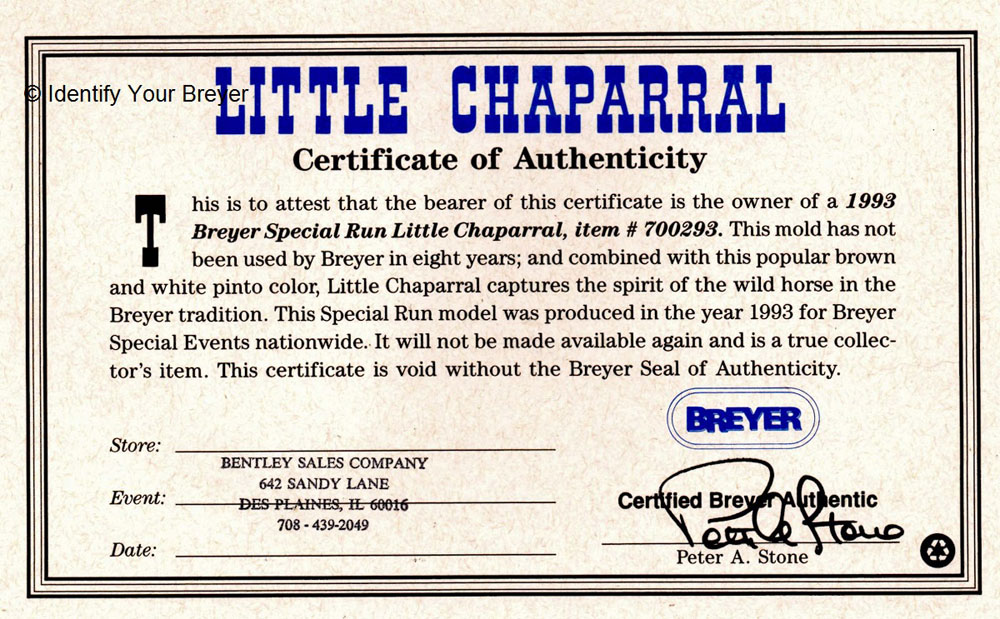 © Identify Your Breyer
LITTLE CHAPARRAL
Certificate of Authenticity
This is to attest that the bearer of this certificate is the owner of a 1993
Breyer Special Run Little Chaparral, item # 700293. This mold has not
been used by Breyer in eight years; and combined with this popular brown
and white pinto color, Little Chaparral captures the spirit of the wild horse in the
Breyer tradition. This Special Run model was produced in the year 1993 for Breyer
Special Events nationwide. It will not be made available again and is a true collec-
tor's item. This certificate is void without the Breyer Seal of Authenticity.
BREYER
Store:
BENTLEY SALES COMPANY
642 SANDY LANE
Event:
DES PLAINES, IL 60016
708 - 439-2049
Date:
Certified Breyer Authentic
Peter A. Stone
Peter A. Stone